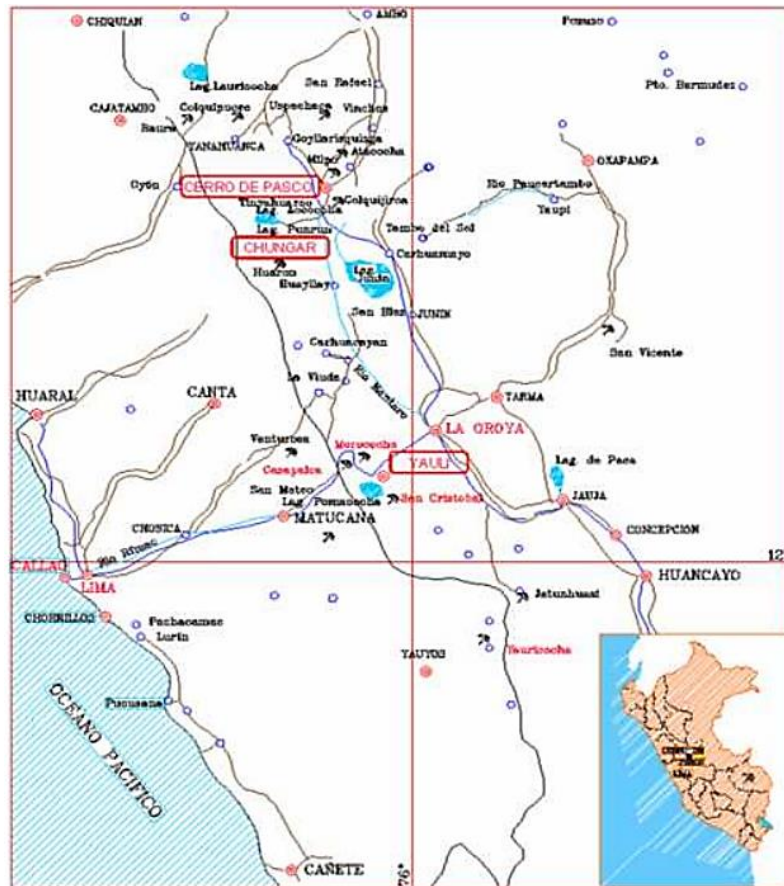 CHIQUIAN
AMBO
Pozuzo
Pto. Bermudez
Lag.Lauricocha
San Rafael
Colquipucro
Uspachaca
Vinchos
CAJATAMBO
Raura
YANAHUANCA
Goyllarisquizga
Atacocha
Milpo
OXAPAMPA
Oyón
CERRO DE PASCO
Colquijirca
Rio Paucartambo
Yaupi
Tinyahuarco
Lag. Punrun
Tambo del Sol
CHUNGAR
Carhuamayo
Huaron
Lag. Junin
Huayllay
San Blas
JUNIN
Carhuacayan
San Vicente
La Viuda
Rio Mantaro
HUARAL
CANTA
TARMA
LA OROYA
Venturosa
Morococha
Casapalca
YAULI
Lag. de Paca
San Mateo
Lag. Pomacocha
San Cristobal
JAUJA
MATUCANA
CHOSICA
CONCEPCION
Rio Rimac
12
CALLAO
LIMA
HUANCAYO
CHORRILLOS
Jatunhuasi
Pachacamac
Lurin
YAUYOS
Yauricocha
Pucusana
OCEANO PACIFICO
LIMA
76°
CAÑETE